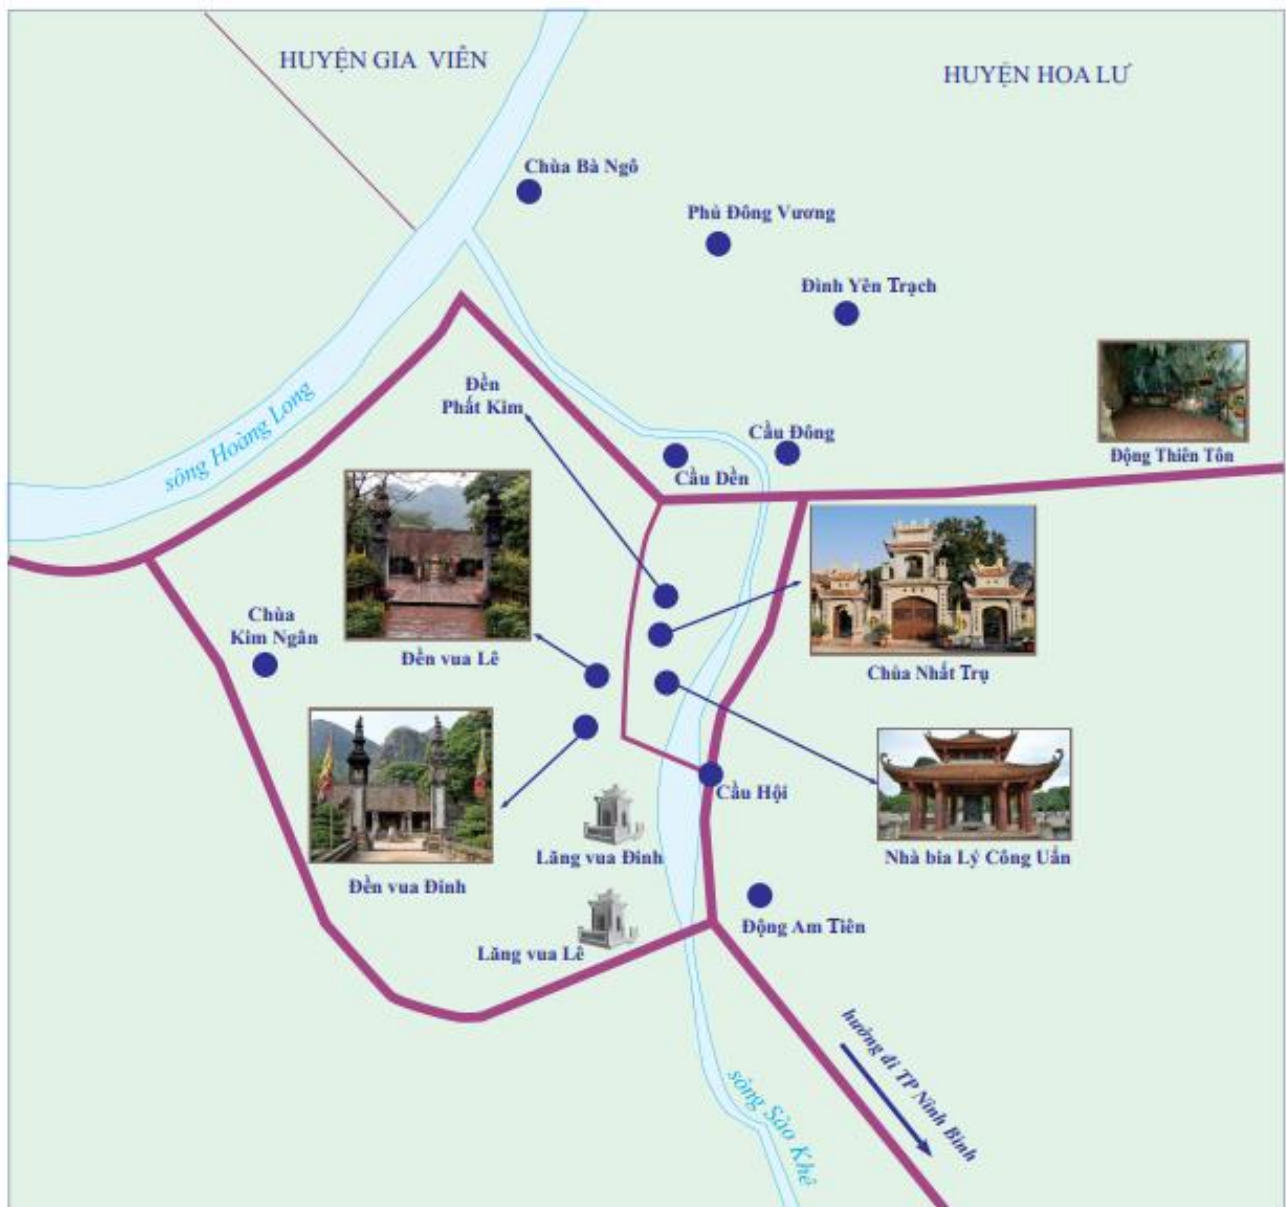 HUYỆN GIA VIỄN
HUYỆN HOA LƯ
Chùa Bà Ngô
Phủ Đông Vương
Đình Yên Trạch
Đền
Phất Kim
sông Hoàng Long
Cầu Đông
Cầu Dền
Động Thiên Tôn
Chùa
Kim Ngân
Đền vua Lê
Chùa Nhất Trụ
Cầu Hội
Lăng vua Đinh
Nhà bia Lý Công Uẩn
Đền vua Đinh
Động Am Tiên
Lăng vua Lê
hướng đi TP Ninh Bình
sông Sào Khê